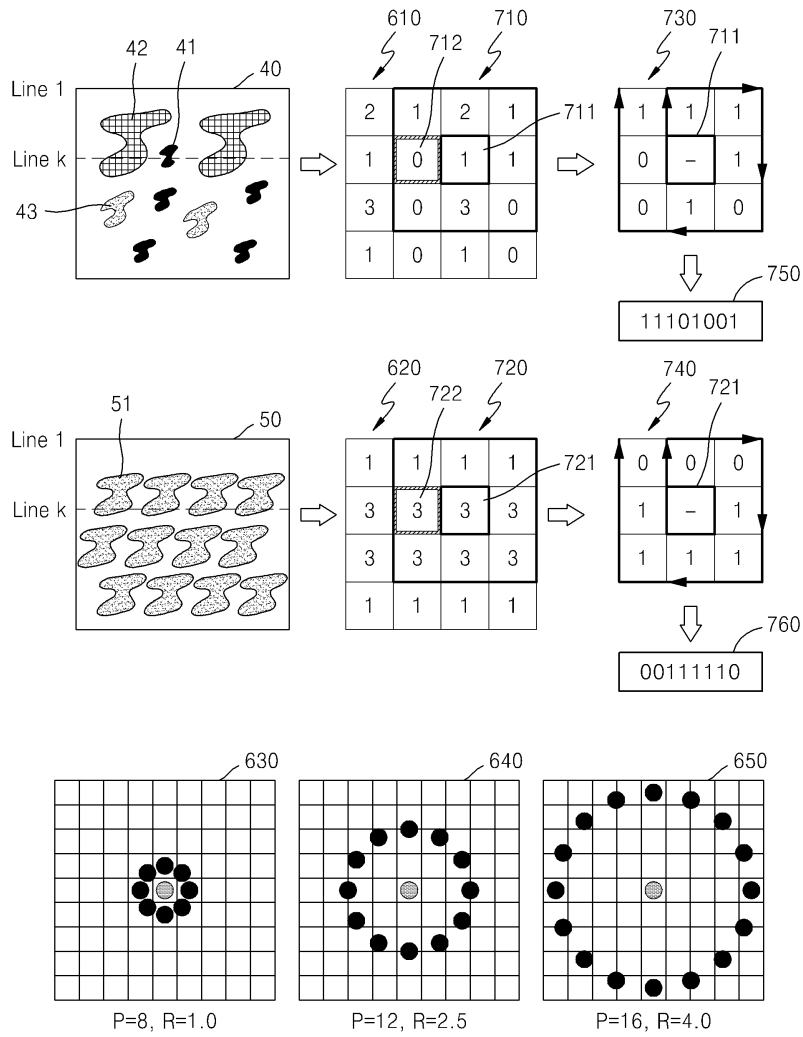 610 710 730
42 41 712 711
Line 1 40
2 1 2 1 1 1 1
711
Line k 1 0 1 1 0 – 1
43 3 0 3 0 0 1 0
1 0 1 0
750
11101001
620 720 740
51 50 722 721
Line 1
1 1 1 1 0 0 0
721
Line k 3 3 3 3 1 – 1
3 3 3 3 1 1 1
1 1 1 1
760
00111110
630 640 650
P=8, R=1.0 P=12, R=2.5 P=16, R=4.0